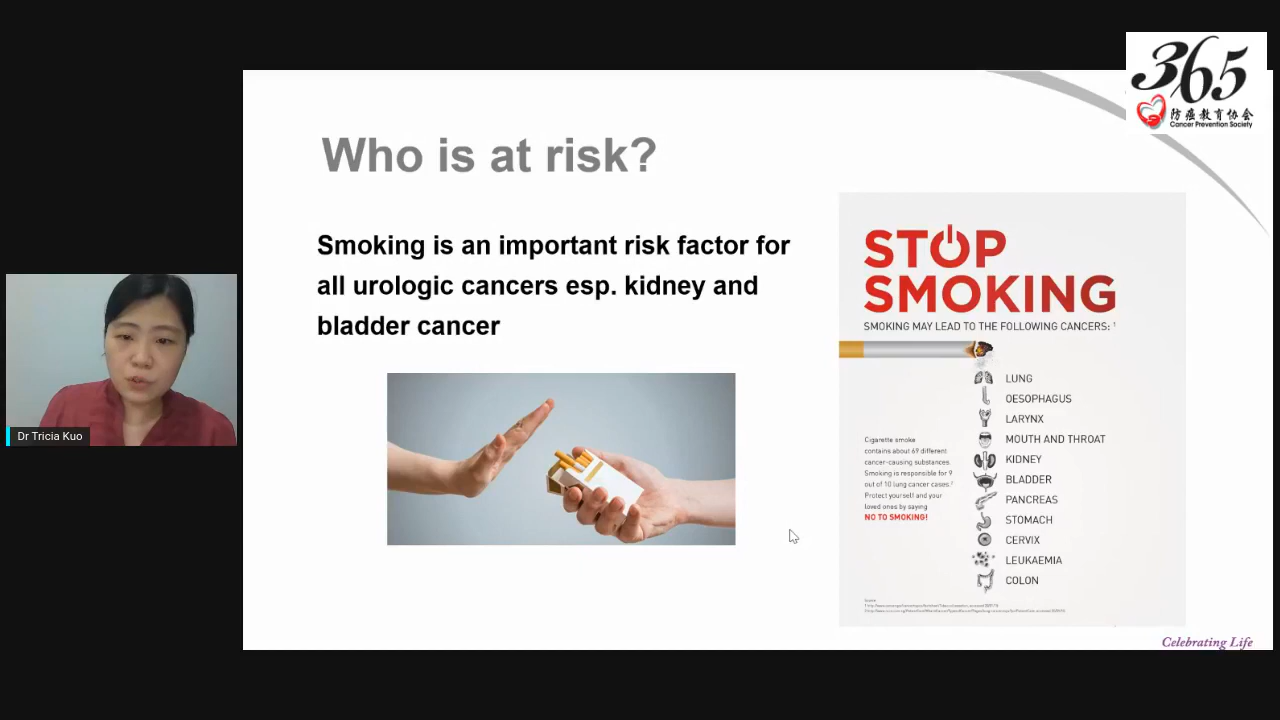 365
防癌教育协会
Cancer Prevention Society
Who is at risk?
Smoking is an important risk factor for
all urologic cancers esp. kidney and
bladder cancer
STOP
SMOKING
SMOKING MAY LEAD TO THE FOLLOWING CANCERS: 1
LUNG
OESOPHAGUS
LARYNX
MOUTH AND THROAT
KIDNEY
BLADDER
PANCREAS
STOMACH
CERVIX
LEUKAEMIA
COLON
Cigarette smoke
contains about 69 different
cancer-causing substances.
Smoking is responsible for 9
out of 10 lung cancer cases.²
Protect yourself and your
loved ones by saying
NO TO SMOKING!
Dr Tricia Kuo
Celebrating Life